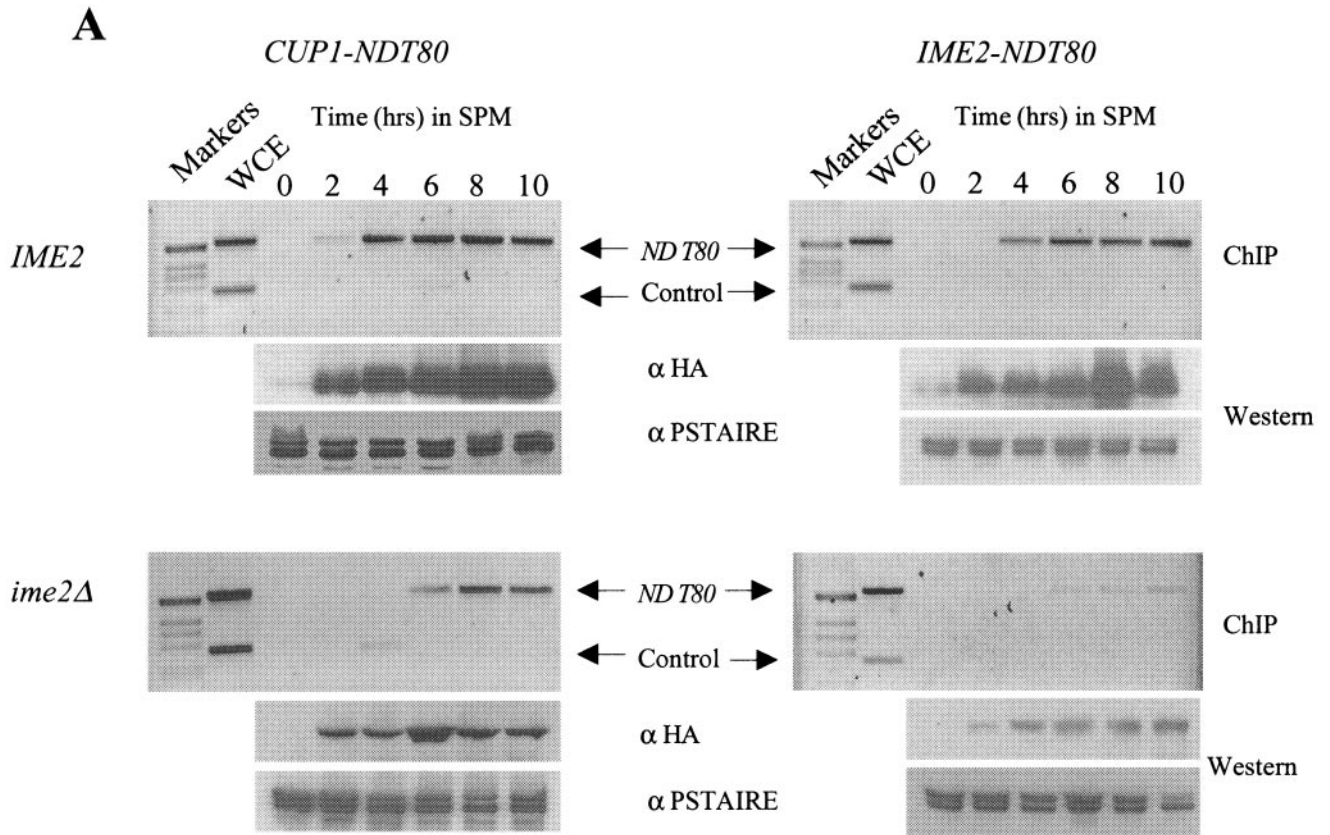 A
CUP1-NDT80
IME2-NDT80
Time (hrs) in SPM
Time (hrs) in SPM
Markers
WCE
0 2 4 6 8 10
Markers
WCE
0 2 4 6 8 10
IME2
NDT80
Control
ChIP
α HA
α PSTAIRE
Western
ime2Δ
NDT80
Control
ChIP
α HA
α PSTAIRE
Western